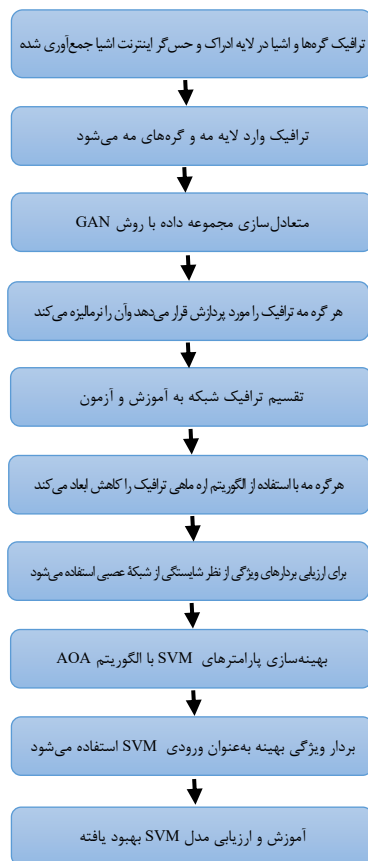 ترافیک گره‌ها و اشیا در لایه ادراک و حس‌گر اینترنت اشیا جمع‌آوری شده
ترافیک وارد لایه مه و گره‌های مه می‌شود
متعادل‌سازی مجموعه داده با روش GAN
هر گره مه ترافیک را مورد پردازش قرار می‌دهد وآن را نرمالیزه می‌کند
تقسیم ترافیک شبکه به آموزش و آزمون
هرگره مه با استفاده از الگوریتم اره ماهی ترافیک را کاهش ابعاد می‌کند
برای ارزیابی بردارهای ویژگی از نظر شایستگی از شبکهٔ عصبی استفاده می‌شود
بهینه‌سازی پارامترهای SVM با الگوریتم AOA
بردار ویژگی بهینه به‌عنوان ورودی SVM استفاده می‌شود
آموزش و ارزیابی مدل SVM بهبود یافته